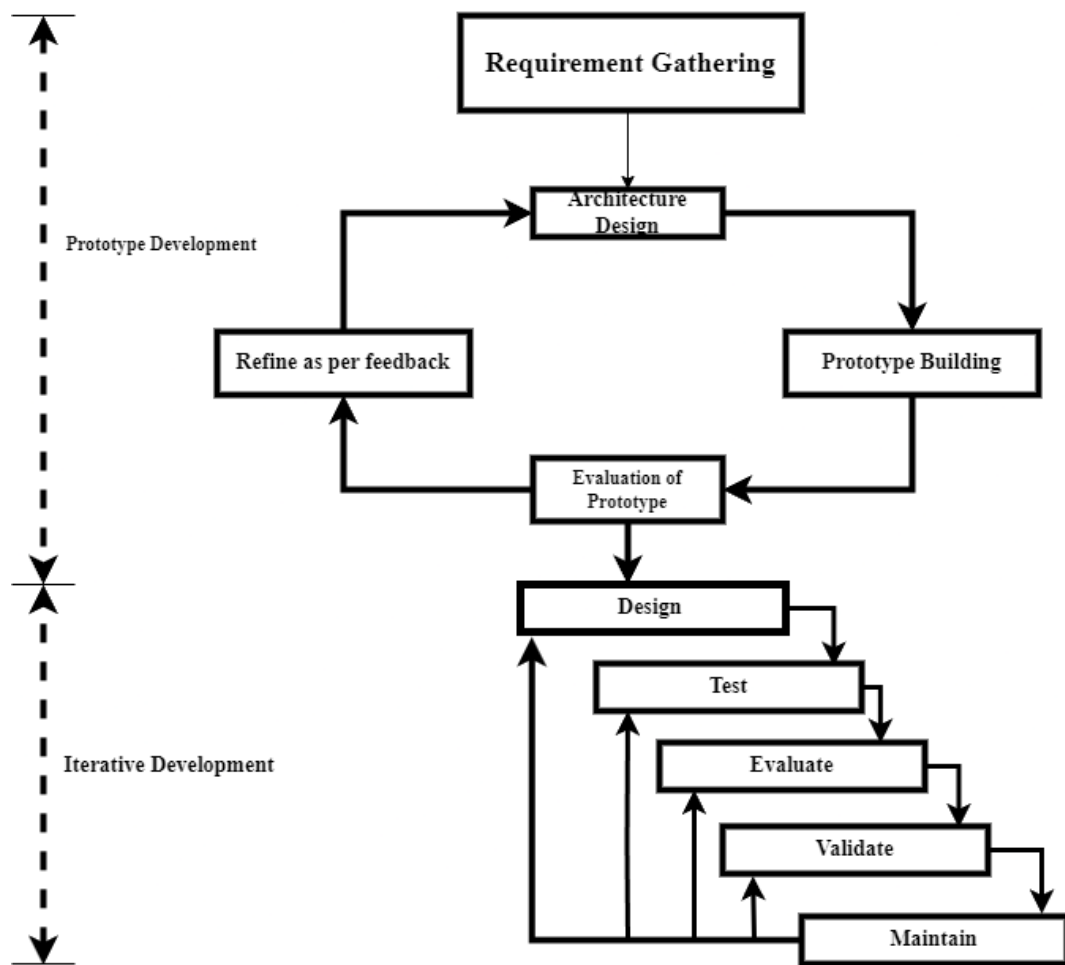 Requirement Gathering
Architecture
Design
Prototype Development
Refine as per feedback
Prototype Building
Evaluation of
Prototype
Design
Test
Evaluate
Iterative Development
Validate
Maintain